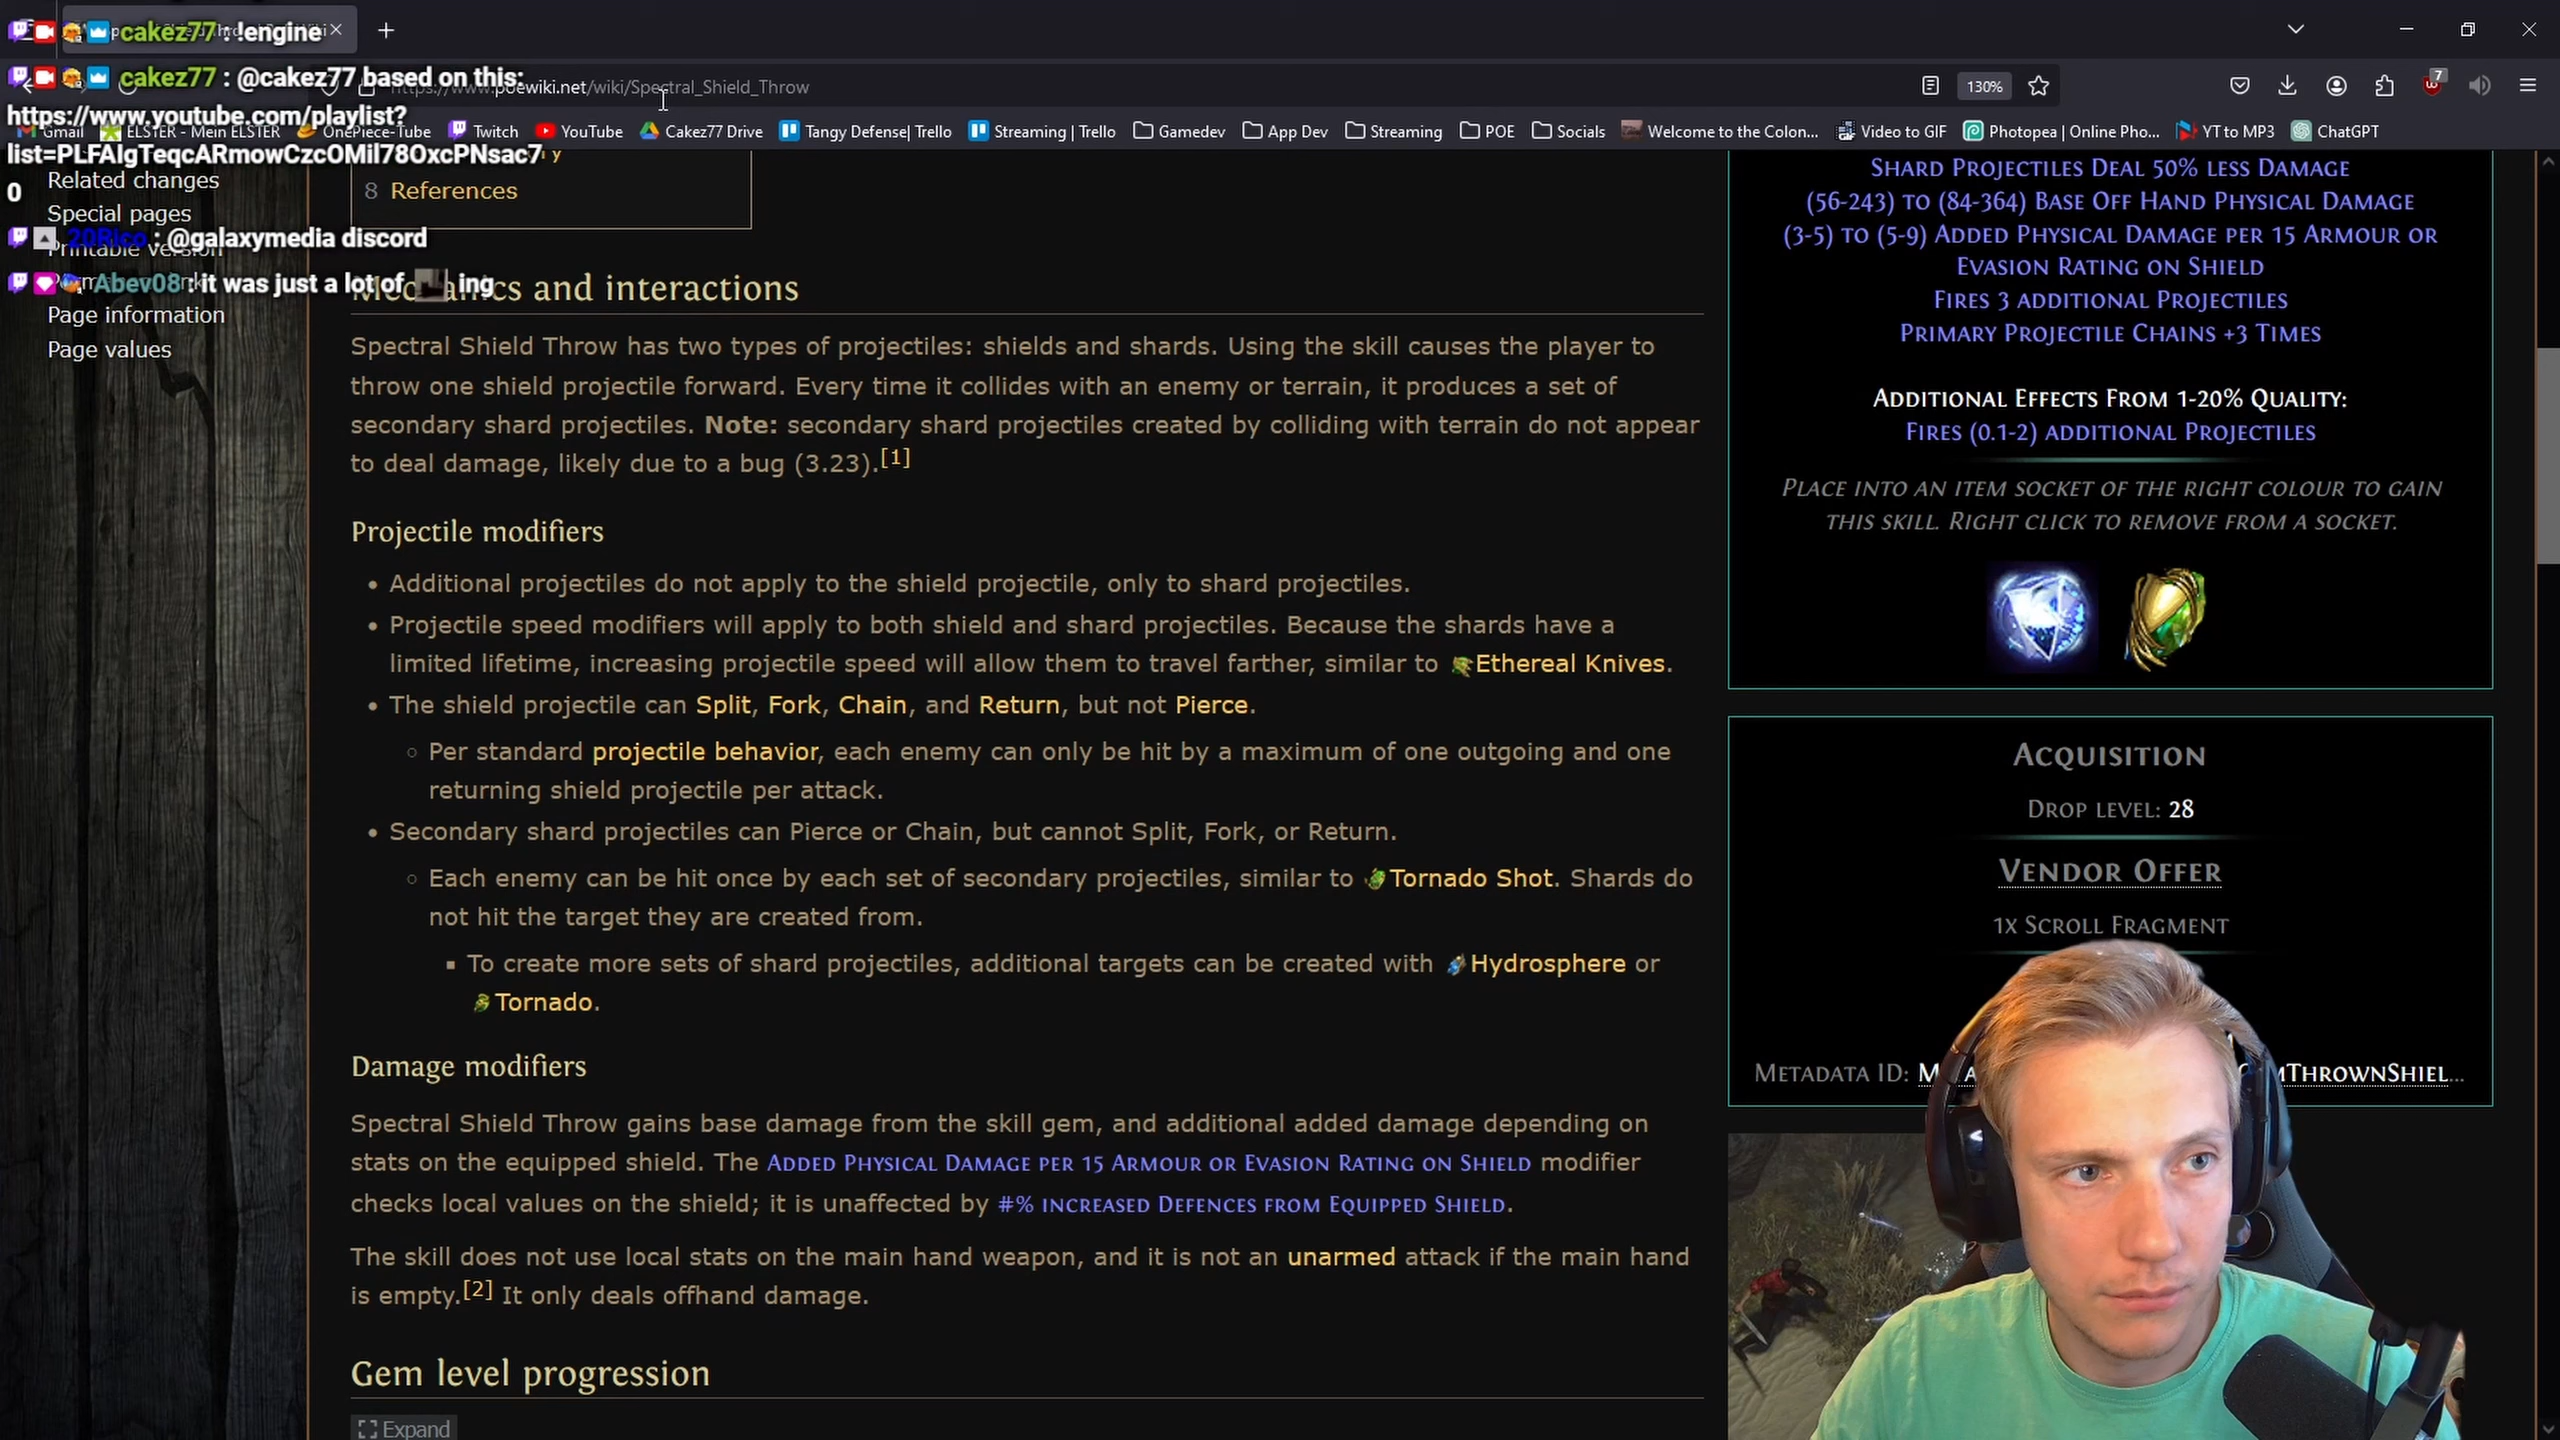 cakez77 : !engine
cakez77 : @cakez77 based on this:
https://www.youtube.com/playlist?
list=PLFAIgTeqcARmowCzcOMil78OxcPNsac7
0
20Rico : @galaxymedia discord
Abev08 : it was just a lot of ing
https://www.poewiki.net/wiki/Spectral_Shield_Throw
130%
7
Gmail
ELSTER - Mein ELSTER
OnePiece-Tube
Twitch
YouTube
Cakez77 Drive
Tangy Defense| Trello
Streaming | Trello
Gamedev
App Dev
Streaming
POE
Socials
Welcome to the Colon...
Video to GIF
Photopea | Online Pho...
YT to MP3
ChatGPT
Related changes
Special pages
Printable version
Page information
Page values
8 References
Mechanics and interactions
Spectral Shield Throw has two types of projectiles: shields and shards. Using the skill causes the player to
throw one shield projectile forward. Every time it collides with an enemy or terrain, it produces a set of
secondary shard projectiles. Note: secondary shard projectiles created by colliding with terrain do not appear
to deal damage, likely due to a bug (3.23).[1]
Projectile modifiers
• Additional projectiles do not apply to the shield projectile, only to shard projectiles.
• Projectile speed modifiers will apply to both shield and shard projectiles. Because the shards have a
limited lifetime, increasing projectile speed will allow them to travel farther, similar to Ethereal Knives.
• The shield projectile can Split, Fork, Chain, and Return, but not Pierce.
○ Per standard projectile behavior, each enemy can only be hit by a maximum of one outgoing and one
returning shield projectile per attack.
• Secondary shard projectiles can Pierce or Chain, but cannot Split, Fork, or Return.
○ Each enemy can be hit once by each set of secondary projectiles, similar to Tornado Shot. Shards do
not hit the target they are created from.
▪ To create more sets of shard projectiles, additional targets can be created with Hydrosphere or
Tornado.
Damage modifiers
Spectral Shield Throw gains base damage from the skill gem, and additional added damage depending on
stats on the equipped shield. The Added Physical Damage per 15 Armour or Evasion Rating on Shield modifier
checks local values on the shield; it is unaffected by #% increased Defences from Equipped Shield.
The skill does not use local stats on the main hand weapon, and it is not an unarmed attack if the main hand
is empty.[2] It only deals offhand damage.
Gem level progression
Expand
Shard Projectiles Deal 50% less Damage
(56-243) to (84-364) Base Off Hand Physical Damage
(3-5) to (5-9) Added Physical Damage per 15 Armour or
Evasion Rating on Shield
Fires 3 additional Projectiles
Primary Projectile Chains +3 Times
Additional Effects From 1-20% Quality:
Fires (0.1-2) additional Projectiles
Place into an item socket of the right colour to gain
this skill. Right click to remove from a socket.
Acquisition
Drop level: 28
Vendor Offer
1x Scroll Fragment
Metadata ID:
mThrownShiel...